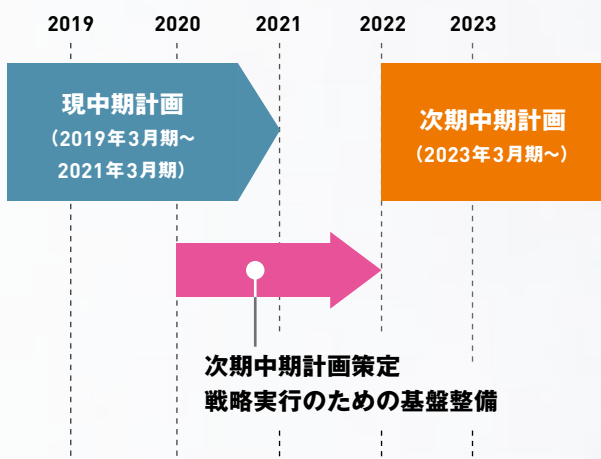 2019 2020 2021 2022 2023
現中期計画
（2019年3月期～
2021年3月期）
次期中期計画
（2023年3月期～）
次期中期計画策定
戦略実行のための基盤整備